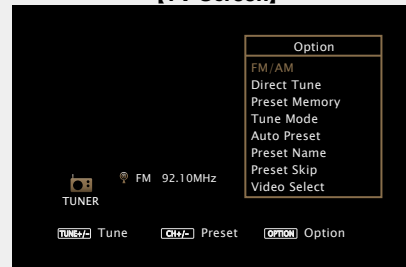 [TV Screen]
Option
FM/AM
Direct Tune
Preset Memory
Tune Mode
Auto Preset
Preset Name
Preset Skip
Video Select
FM 92.10MHz
TUNER
TUNE+/- Tune CH+/- Preset OPTION Option